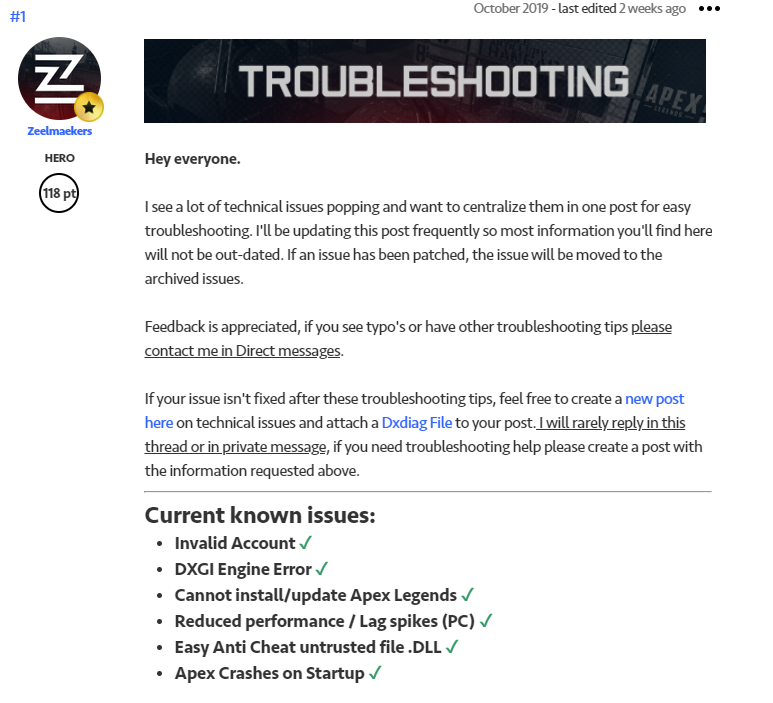 #1
October 2019 - last edited 2 weeks ago
TROUBLESHOOTING
APEX
LEGENDS
Zeelmaekers
HERO
118 pt
Hey everyone.
I see a lot of technical issues popping and want to centralize them in one post for easy
troubleshooting. I'll be updating this post frequently so most information you'll find here
will not be out-dated. If an issue has been patched, the issue will be moved to the
archived issues.
Feedback is appreciated, if you see typo's or have other troubleshooting tips please
contact me in Direct messages.
If your issue isn't fixed after these troubleshooting tips, feel free to create a new post
here on technical issues and attach a Dxdiag File to your post. I will rarely reply in this
thread or in private message, if you need troubleshooting help please create a post with
the information requested above.
Current known issues:
• Invalid Account ✓
• DXGI Engine Error ✓
• Cannot install/update Apex Legends ✓
• Reduced performance / Lag spikes (PC) ✓
• Easy Anti Cheat untrusted file .DLL ✓
• Apex Crashes on Startup ✓